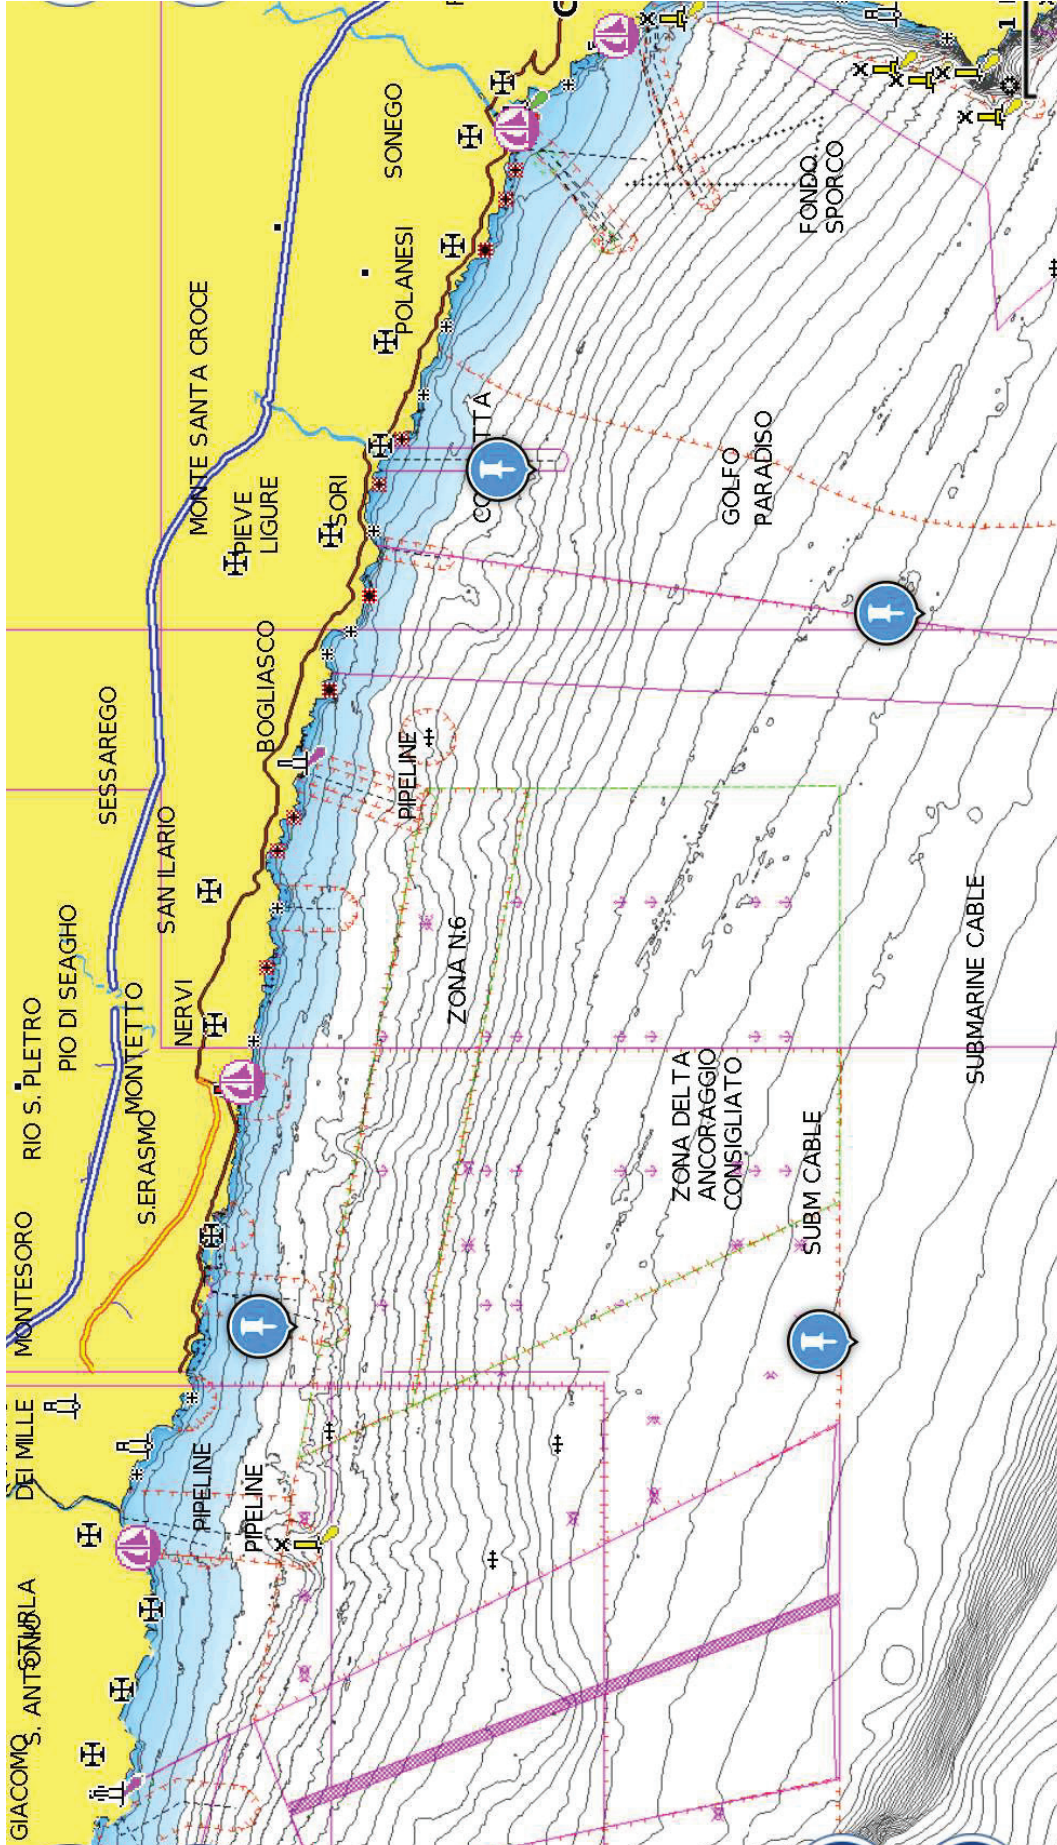 GIACOMO
S. ANTONIO
STURLA
DEI MILLE
MONTESORO
RIO S. PLETRO
PIO DI SEAGHO
S.ERASMO
MONTETTO
NERVI
SAN ILARIO
SESSAREGO
BOGLIASCO
PIEVE
LIGURE
MONTE SANTA CROCE
SORI
POLANESI
SONEGO
PIPELINE
PIPELINE
PIPELINE
ZONA N.6
ZONA DELTA
ANCORAGGIO
CONSIGLIATO
SUBM CABLE
SUBMARINE CABLE
GOLFO
PARADISO
FONDO
SPORCO
1